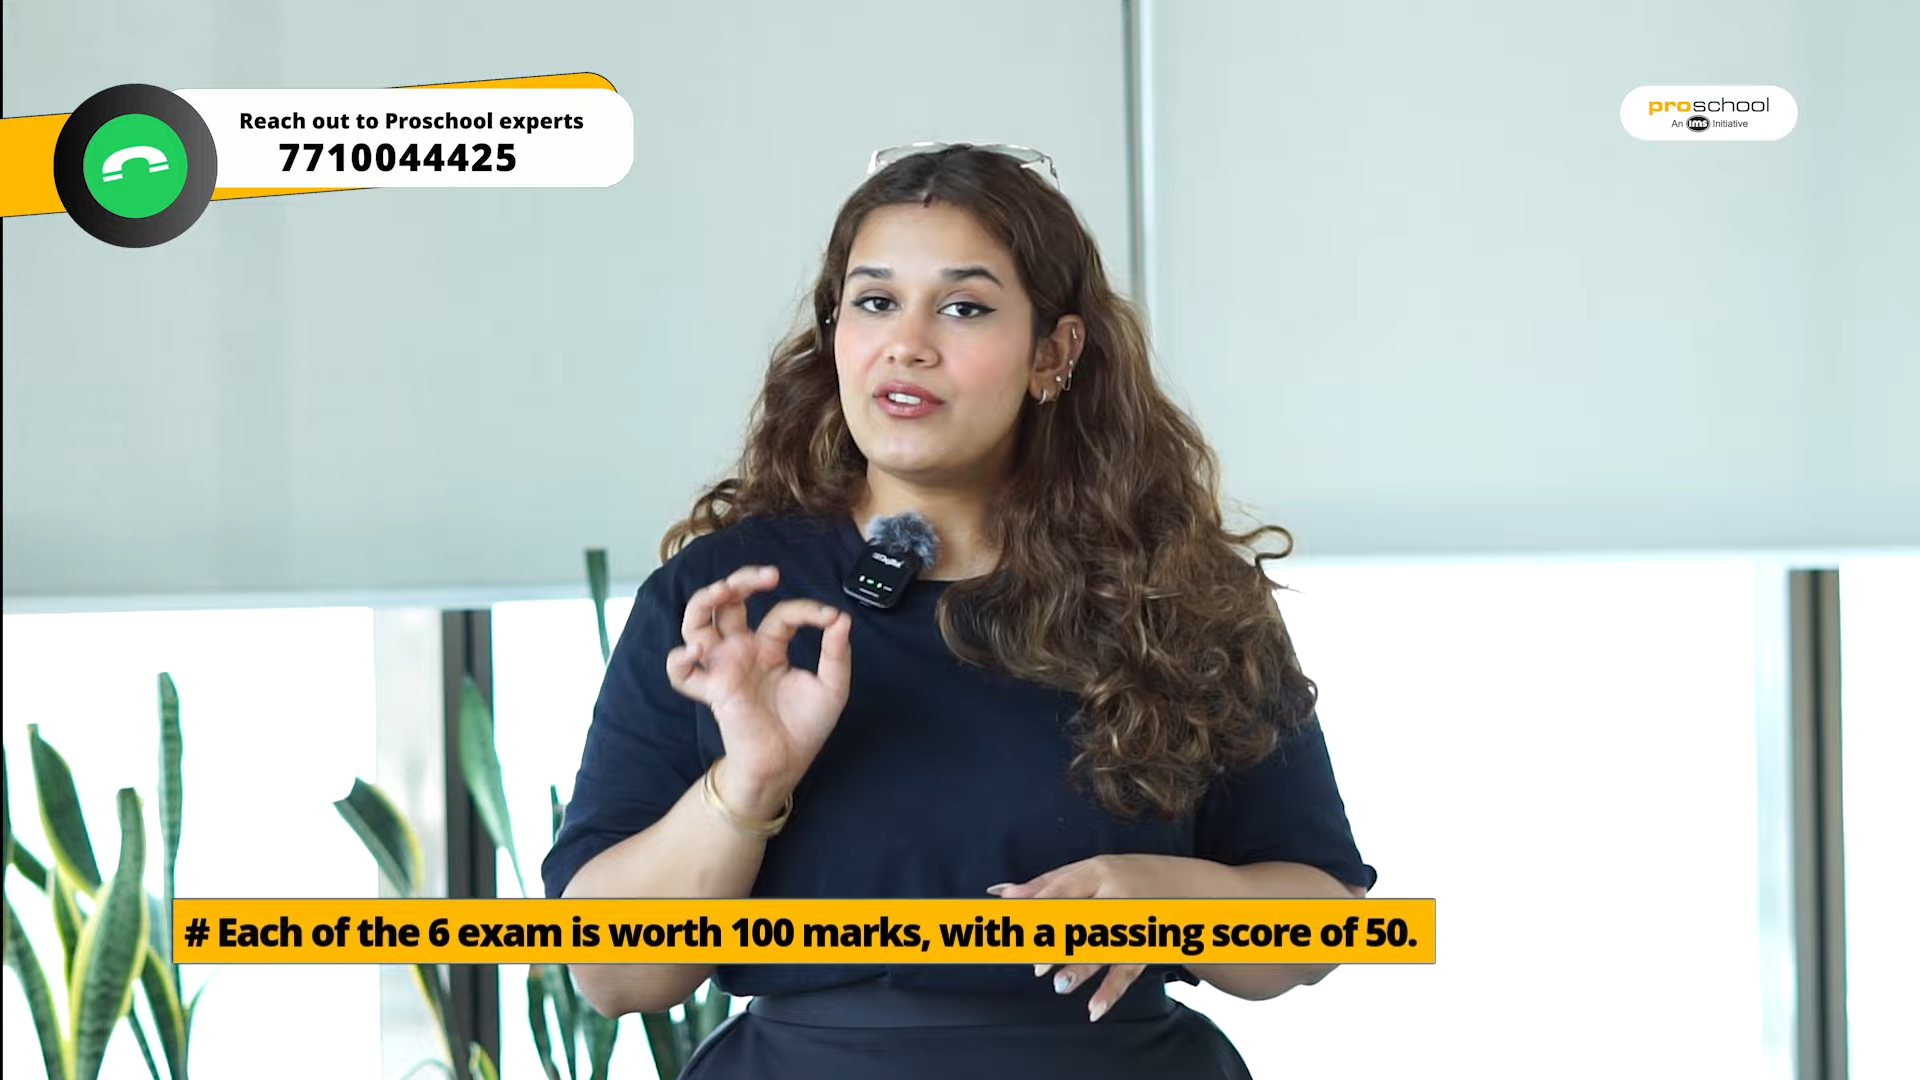 Reach out to Proschool experts
7710044425
proschool
An ims Initiative
# Each of the 6 exam is worth 100 marks, with a passing score of 50.